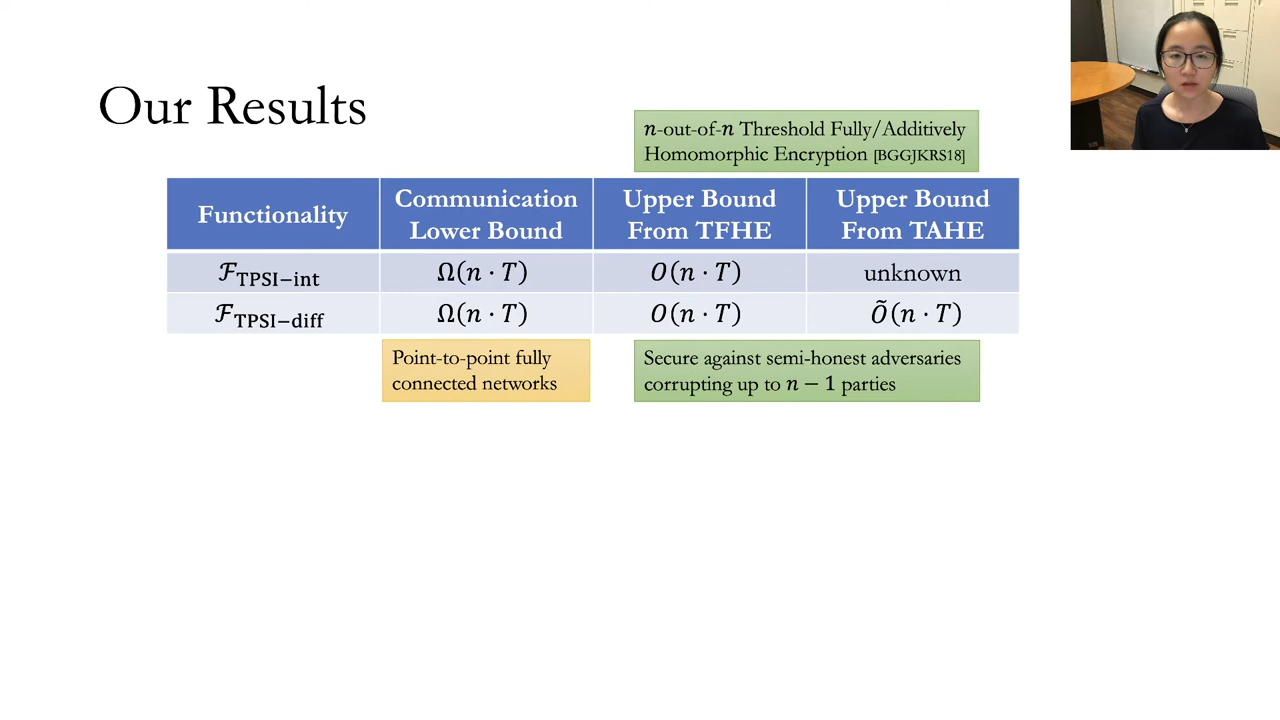 Our Results
n-out-of-n Threshold Fully/Additively
Homomorphic Encryption [BGGJKRS18]
Functionality
Communication
Lower Bound
Upper Bound
From TFHE
Upper Bound
From TAHE
ℱ_TPSI−int
Ω(n · T)
O(n · T)
unknown
ℱ_TPSI−diff
Ω(n · T)
O(n · T)
Õ(n · T)
Point-to-point fully
connected networks
Secure against semi-honest adversaries
corrupting up to n − 1 parties